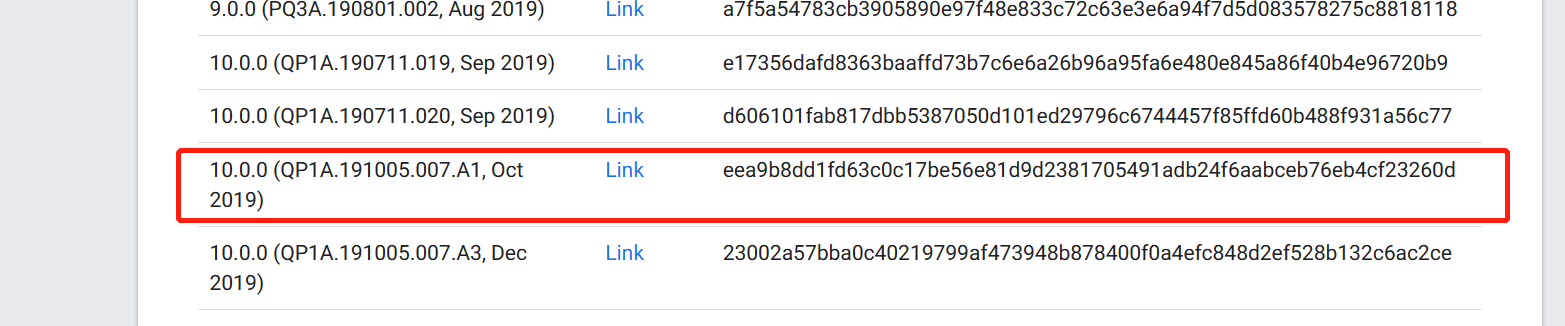 9.0.0 (PQ3A.190801.002, Aug 2019) Link a7f5a54783cb3905890e97f48e833c72c63e3e6a94f7d5d083578275c8818118
10.0.0 (QP1A.190711.019, Sep 2019) Link e17356dafd8363baaffd73b7c6e6a26b96a95fa6e480e845a86f40b4e96720b9
10.0.0 (QP1A.190711.020, Sep 2019) Link d606101fab817dbb5387050d101ed29796c6744457f85ffd60b488f931a56c77
10.0.0 (QP1A.191005.007.A1, Oct Link eea9b8dd1fd63c0c17be56e81d9d2381705491adb24f6aabceb76eb4cf23260d
2019)
10.0.0 (QP1A.191005.007.A3, Dec Link 23002a57bba0c40219799af473948b878400f0a4efc848d2ef528b132c6ac2ce
2019)